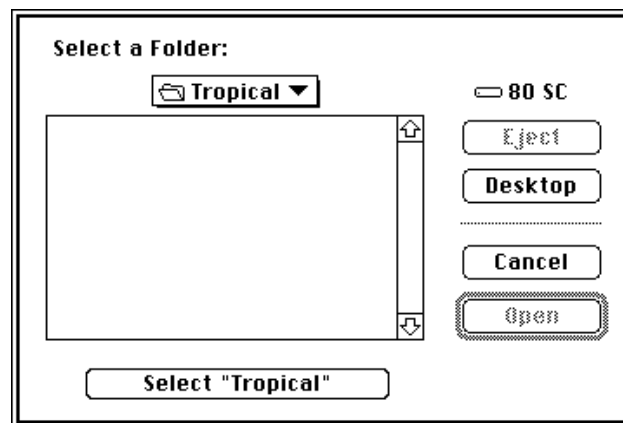 Select a Folder:
Tropical
80 SC
Eject
Desktop
Cancel
Open
Select "Tropical"